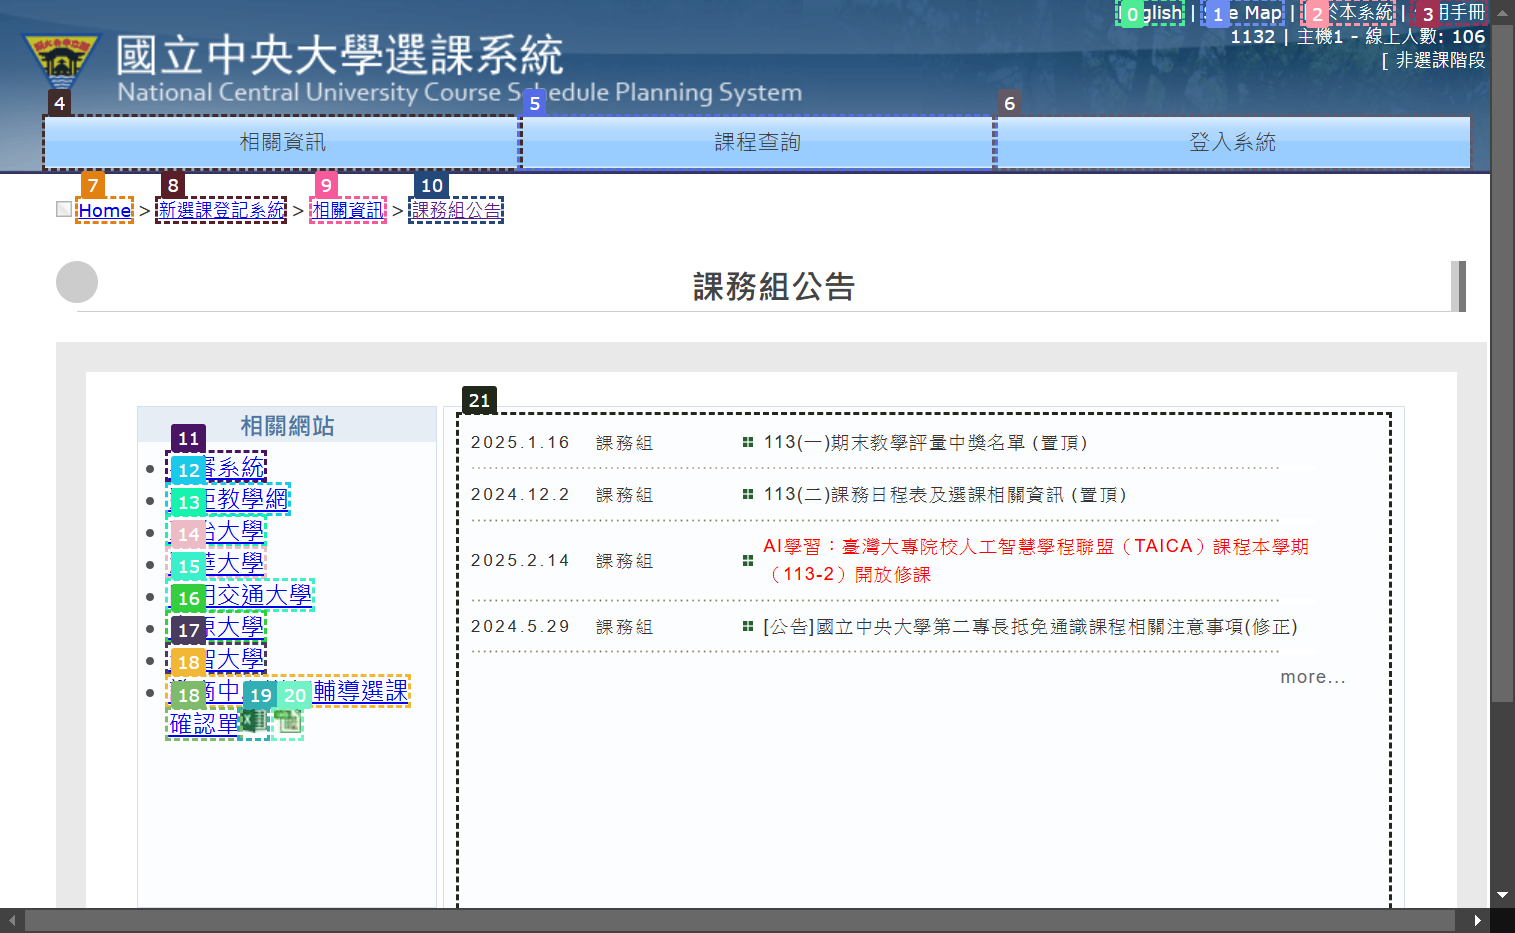 English | Site Map | 於本系統 | 用手冊
1132 | 主機1 - 線上人數: 106
[ 非選課階段
國立中央大學選課系統
National Central University Course Schedule Planning System
0
1
2
3
4
5
6
相關資訊
課程查詢
登入系統
7
8
9
10
Home > 新選課登記系統 > 相關資訊 > 課務組公告
課務組公告
相關網站
11
12
13
14
15
16
17
18
18
19
20
21
系統
教學網
大學
大學
交通大學
大學
大學
輔導選課
確認單
2025.1.16 課務組 113(一)期末教學評量中獎名單 (置頂)
2024.12.2 課務組 113(二)課務日程表及選課相關資訊 (置頂)
2025.2.14 課務組 AI學習：臺灣大專院校人工智慧學程聯盟（TAICA）課程本學期
（113-2）開放修課
2024.5.29 課務組 [公告]國立中央大學第二專長抵免通識課程相關注意事項(修正)
more...